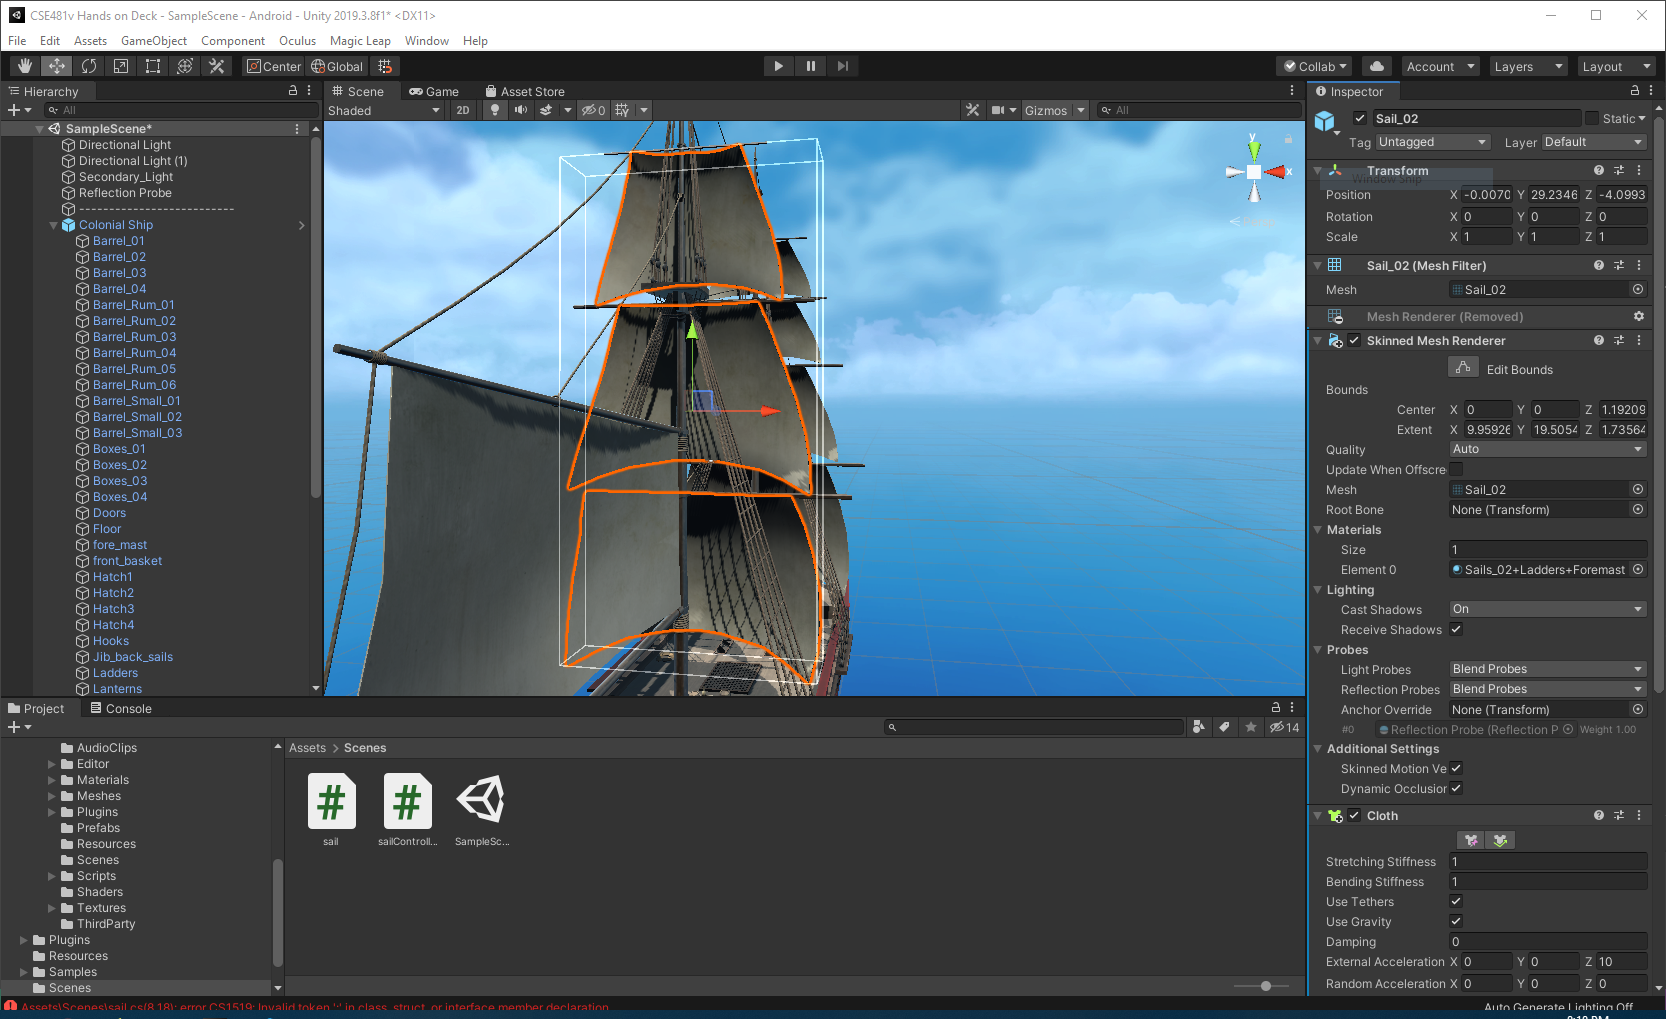 CSE481v Hands on Deck - SampleScene - Android - Unity 2019.3.8f1* <DX11>
File Edit Assets GameObject Component Oculus Magic Leap Window Help
Center Global Collab Account Layers Layout
Hierarchy
All
SampleScene*
Directional Light
Directional Light (1)
Secondary_Light
Reflection Probe
--------------------------
Colonial Ship
Barrel_01
Barrel_02
Barrel_03
Barrel_04
Barrel_Rum_01
Barrel_Rum_02
Barrel_Rum_03
Barrel_Rum_04
Barrel_Rum_05
Barrel_Rum_06
Barrel_Small_01
Barrel_Small_02
Barrel_Small_03
Boxes_01
Boxes_02
Boxes_03
Boxes_04
Doors
Floor
fore_mast
front_basket
Hatch1
Hatch2
Hatch3
Hatch4
Hooks
Jib_back_sails
Ladders
Lanterns
Scene Game Asset Store
Shaded 2D 0 Gizmos All
y
x
Inspector
Sail_02 Static
Tag Untagged Layer Default
Transform
Position X -0.0070 Y 29.2346 Z -4.0993
Rotation X 0 Y 0 Z 0
Scale X 1 Y 1 Z 1
Sail_02 (Mesh Filter)
Mesh Sail_02
Mesh Renderer (Removed)
Skinned Mesh Renderer
Edit Bounds
Bounds
Center X 0 Y 0 Z 1.19209
Extent X 9.95926 Y 19.5054 Z 1.73564
Quality Auto
Update When Offscre
Mesh Sail_02
Root Bone None (Transform)
Materials
Size 1
Element 0 Sails_02+Ladders+Foremast
Lighting
Cast Shadows On
Receive Shadows
Probes
Light Probes Blend Probes
Reflection Probes Blend Probes
Anchor Override None (Transform)
#0 Reflection Probe (Reflection P Weight 1.00
Additional Settings
Skinned Motion Ve
Dynamic Occlusion
Cloth
Stretching Stiffness 1
Bending Stiffness 1
Use Tethers
Use Gravity
Damping 0
External Acceleration X 0 Y 0 Z 10
Random Acceleration X 0 Y 0 Z 0
Project Console
14
AudioClips
Editor
Materials
Meshes
Plugins
Prefabs
Resources
Scenes
Scripts
Shaders
Textures
ThirdParty
Plugins
Resources
Samples
Scenes
Assets > Scenes
sail sailControll... SampleSc...
Assets\Scenes\sail.cs(8,18): error CS1519: Invalid token ';' in class, struct, or interface member declaration
Auto Generate Lighting Off